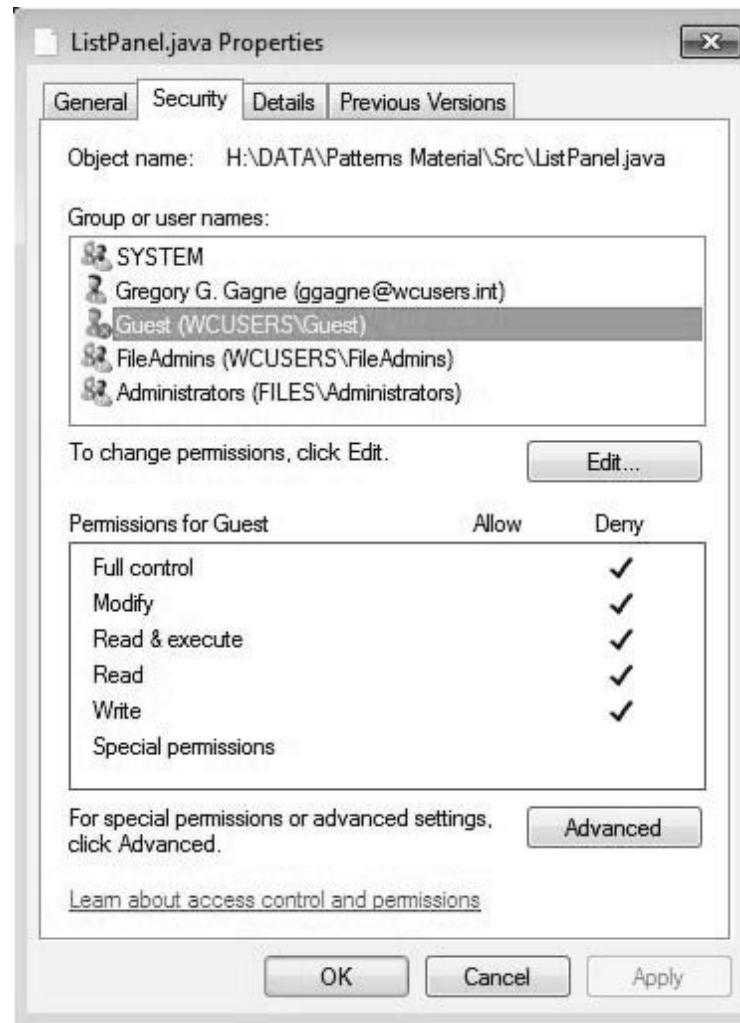 ListPanel.java Properties
General Security Details Previous Versions
Object name: H:\DATA\Patterns Material\Src\ListPanel.java
Group or user names:
SYSTEM
Gregory G. Gagne (ggagne@wcusers.int)
Guest (WCUSERS\Guest)
FileAdmins (WCUSERS\FileAdmins)
Administrators (FILES\Administrators)
To change permissions, click Edit. Edit...
Permissions for Guest Allow Deny
Full control
Modify
Read & execute
Read
Write
Special permissions
For special permissions or advanced settings, Advanced
click Advanced.
Learn about access control and permissions
OK Cancel Apply